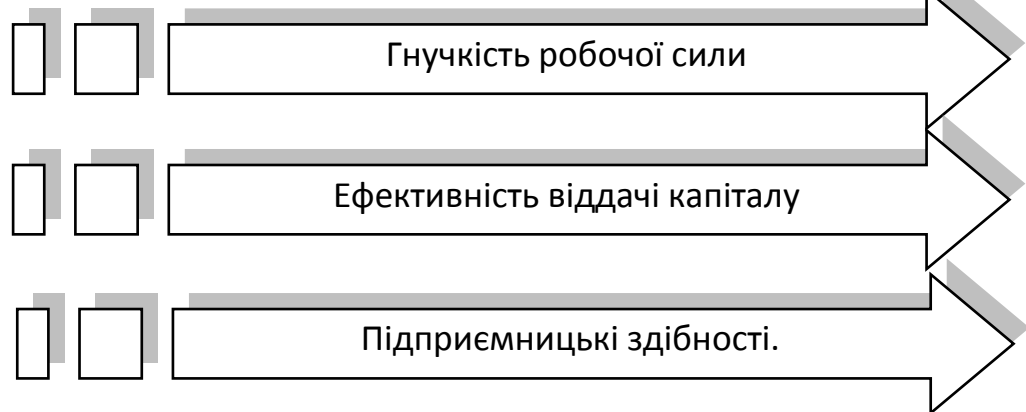 Гнучкість робочої сили
Ефективність віддачі капіталу
Підприємницькі здібності.